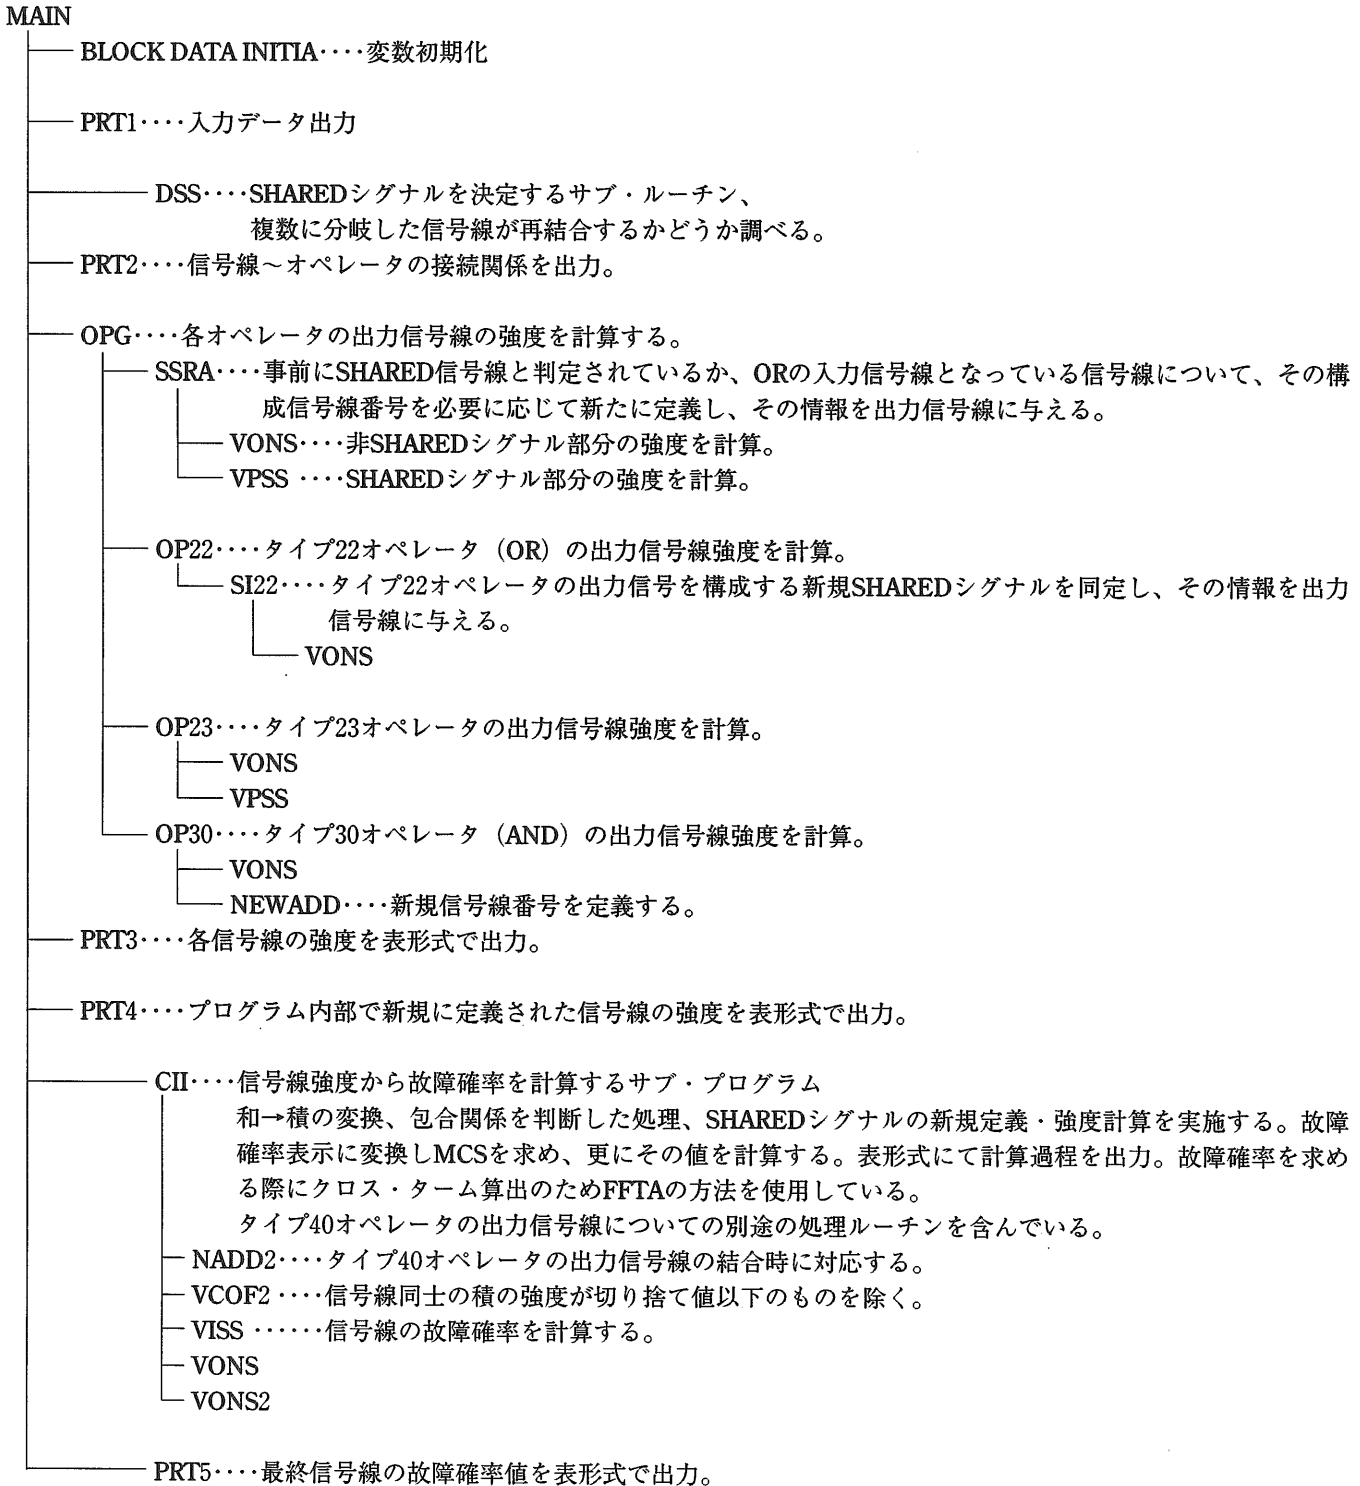 MAIN
BLOCK DATA INITIA････変数初期化
PRT1････入力データ出力
DSS････SHAREDシグナルを決定するサブ・ルーチン、
複数に分岐した信号線が再結合するかどうか調べる。
PRT2････信号線～オペレータの接続関係を出力。
OPG････各オペレータの出力信号線の強度を計算する。
SSRA････事前にSHARED信号線と判定されているか、ORの入力信号線となっている信号線について、その構
成信号線番号を必要に応じて新たに定義し、その情報を出力信号線に与える。
VONS････非SHAREDシグナル部分の強度を計算。
VPSS ････SHAREDシグナル部分の強度を計算。
OP22････タイプ22オペレータ（OR）の出力信号線強度を計算。
SI22････タイプ22オペレータの出力信号を構成する新規SHAREDシグナルを同定し、その情報を出力
信号線に与える。
VONS
OP23････タイプ23オペレータの出力信号線強度を計算。
VONS
VPSS
OP30････タイプ30オペレータ（AND）の出力信号線強度を計算。
VONS
NEWADD････新規信号線番号を定義する。
PRT3････各信号線の強度を表形式で出力。
PRT4････プログラム内部で新規に定義された信号線の強度を表形式で出力。
CII････信号線強度から故障確率を計算するサブ・プログラム
和→積の変換、包合関係を判断した処理、SHAREDシグナルの新規定義・強度計算を実施する。故障
確率表示に変換しMCSを求め、更にその値を計算する。表形式にて計算過程を出力。故障確率を求め
る際にクロス・ターム算出のためFFTAの方法を使用している。
タイプ40オペレータの出力信号線についての別途の処理ルーチンを含んでいる。
NADD2････タイプ40オペレータの出力信号線の結合時に対応する。
VCOF2 ････信号線同士の積の強度が切り捨て値以下のものを除く。
VISS ･･････信号線の故障確率を計算する。
VONS
VONS2
PRT5････最終信号線の故障確率値を表形式で出力。